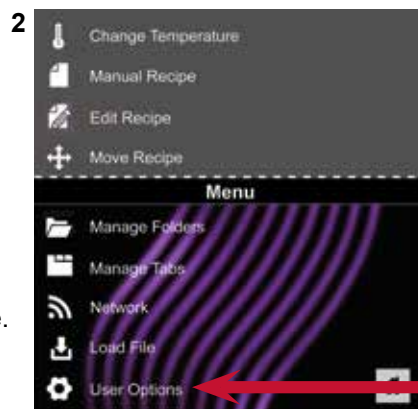 2
Change Temperature
Manual Recipe
Edit Recipe
Move Recipe
Menu
Manage Folders
Manage Tabs
Network
e.
Load File
User Options